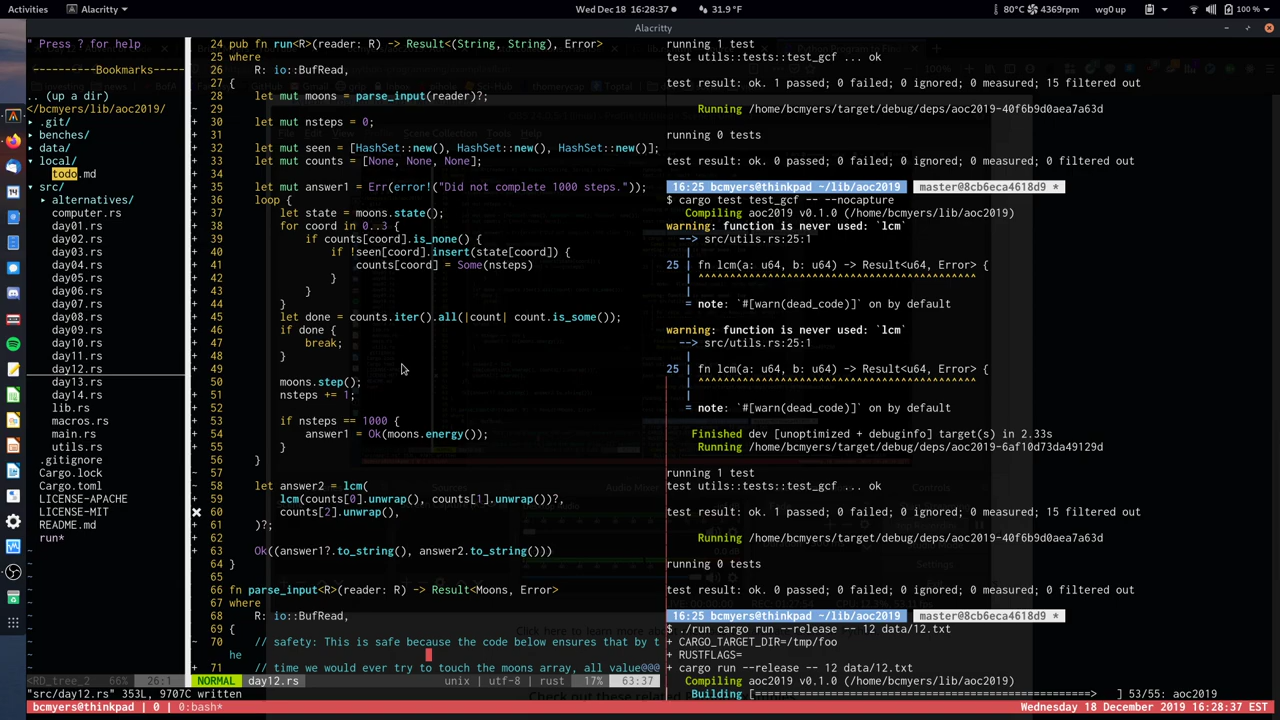 Activities
Alacritty
Wed Dec 18 16:28:37
31.9 °F
80°C
4369rpm
wg0 up
100 %
Alacritty
" Press ? for help
----------Bookmarks-----
.. (up a dir)
</bcmyers/lib/aoc2019/
▸ .git/
▸ benches/
▸ data/
▾ local/
todo.md
▾ src/
▸ alternatives/
computer.rs
day01.rs
day02.rs
day03.rs
day04.rs
day05.rs
day06.rs
day07.rs
day08.rs
day09.rs
day10.rs
day11.rs
day12.rs
day13.rs
day14.rs
lib.rs
macros.rs
main.rs
utils.rs
.gitignore
Cargo.lock
Cargo.toml
LICENSE-APACHE
LICENSE-MIT
README.md
run*
<RD_tree_2 66% 26:1
24 pub fn run<R>(reader: R) -> Result<(String, String), Error>
25 where
26 R: io::BufRead,
27 {
28 let mut moons = parse_input(reader)?;
29
30 let mut nsteps = 0;
31
32 let mut seen = [HashSet::new(), HashSet::new(), HashSet::new()];
33 let mut counts = [None, None, None];
34
35 let mut answer1 = Err(error!("Did not complete 1000 steps."));
36 loop {
37 let state = moons.state();
38 for coord in 0..3 {
39 if counts[coord].is_none() {
40 if !seen[coord].insert(state[coord]) {
41 counts[coord] = Some(nsteps)
42 }
43 }
44 }
45 let done = counts.iter().all(|count| count.is_some());
46 if done {
47 break;
48 }
49
50 moons.step();
51 nsteps += 1;
52
53 if nsteps == 1000 {
54 answer1 = Ok(moons.energy());
55 }
56 }
57
58 let answer2 = lcm(
59 lcm(counts[0].unwrap(), counts[1].unwrap())?,
60 counts[2].unwrap(),
61 )?;
62
63 Ok((answer1?.to_string(), answer2.to_string()))
64 }
65
66 fn parse_input<R>(reader: R) -> Result<Moons, Error>
67 where
68 R: io::BufRead,
69 {
70 // safety: This is safe because the code below ensures that by t
he
71 // time we would ever try to touch the moons array, all value@@@
NORMAL day12.rs unix | utf-8 | rust 17% 63:37
"src/day12.rs" 353L, 9707C written
running 1 test
test utils::tests::test_gcf ... ok
test result: ok. 1 passed; 0 failed; 0 ignored; 0 measured; 15 filtered out
Running /home/bcmyers/target/debug/deps/aoc2019-40f6b9d0aea7a63d
running 0 tests
test result: ok. 0 passed; 0 failed; 0 ignored; 0 measured; 0 filtered out
16:25 bcmyers@thinkpad ~/lib/aoc2019 master@8cb6eca4618d9 *
$ cargo test test_gcf -- --nocapture
Compiling aoc2019 v0.1.0 (/home/bcmyers/lib/aoc2019)
warning: function is never used: `lcm`
--> src/utils.rs:25:1
|
25 | fn lcm(a: u64, b: u64) -> Result<u64, Error> {
| ^^^^^^^^^^^^^^^^^^^^^^^^^^^^^^^^^^^^^^^^^^^^
|
= note: `#[warn(dead_code)]` on by default
warning: function is never used: `lcm`
--> src/utils.rs:25:1
|
25 | fn lcm(a: u64, b: u64) -> Result<u64, Error> {
| ^^^^^^^^^^^^^^^^^^^^^^^^^^^^^^^^^^^^^^^^^^^^
|
= note: `#[warn(dead_code)]` on by default
Finished dev [unoptimized + debuginfo] target(s) in 2.33s
Running /home/bcmyers/target/debug/deps/aoc2019-6af10d73da49129d
running 1 test
test utils::tests::test_gcf ... ok
test result: ok. 1 passed; 0 failed; 0 ignored; 0 measured; 15 filtered out
Running /home/bcmyers/target/debug/deps/aoc2019-40f6b9d0aea7a63d
running 0 tests
test result: ok. 0 passed; 0 failed; 0 ignored; 0 measured; 0 filtered out
16:25 bcmyers@thinkpad ~/lib/aoc2019 master@8cb6eca4618d9 *
$ ./run cargo run --release -- 12 data/12.txt
+ CARGO_TARGET_DIR=/tmp/foo
+ RUSTFLAGS=
+ cargo run --release -- 12 data/12.txt
Compiling aoc2019 v0.1.0 (/home/bcmyers/lib/aoc2019)
Building [====================================================> ] 53/55: aoc2019
bcmyers@thinkpad | 0 | 0:bash*
Wednesday 18 December 2019 16:28:37 EST